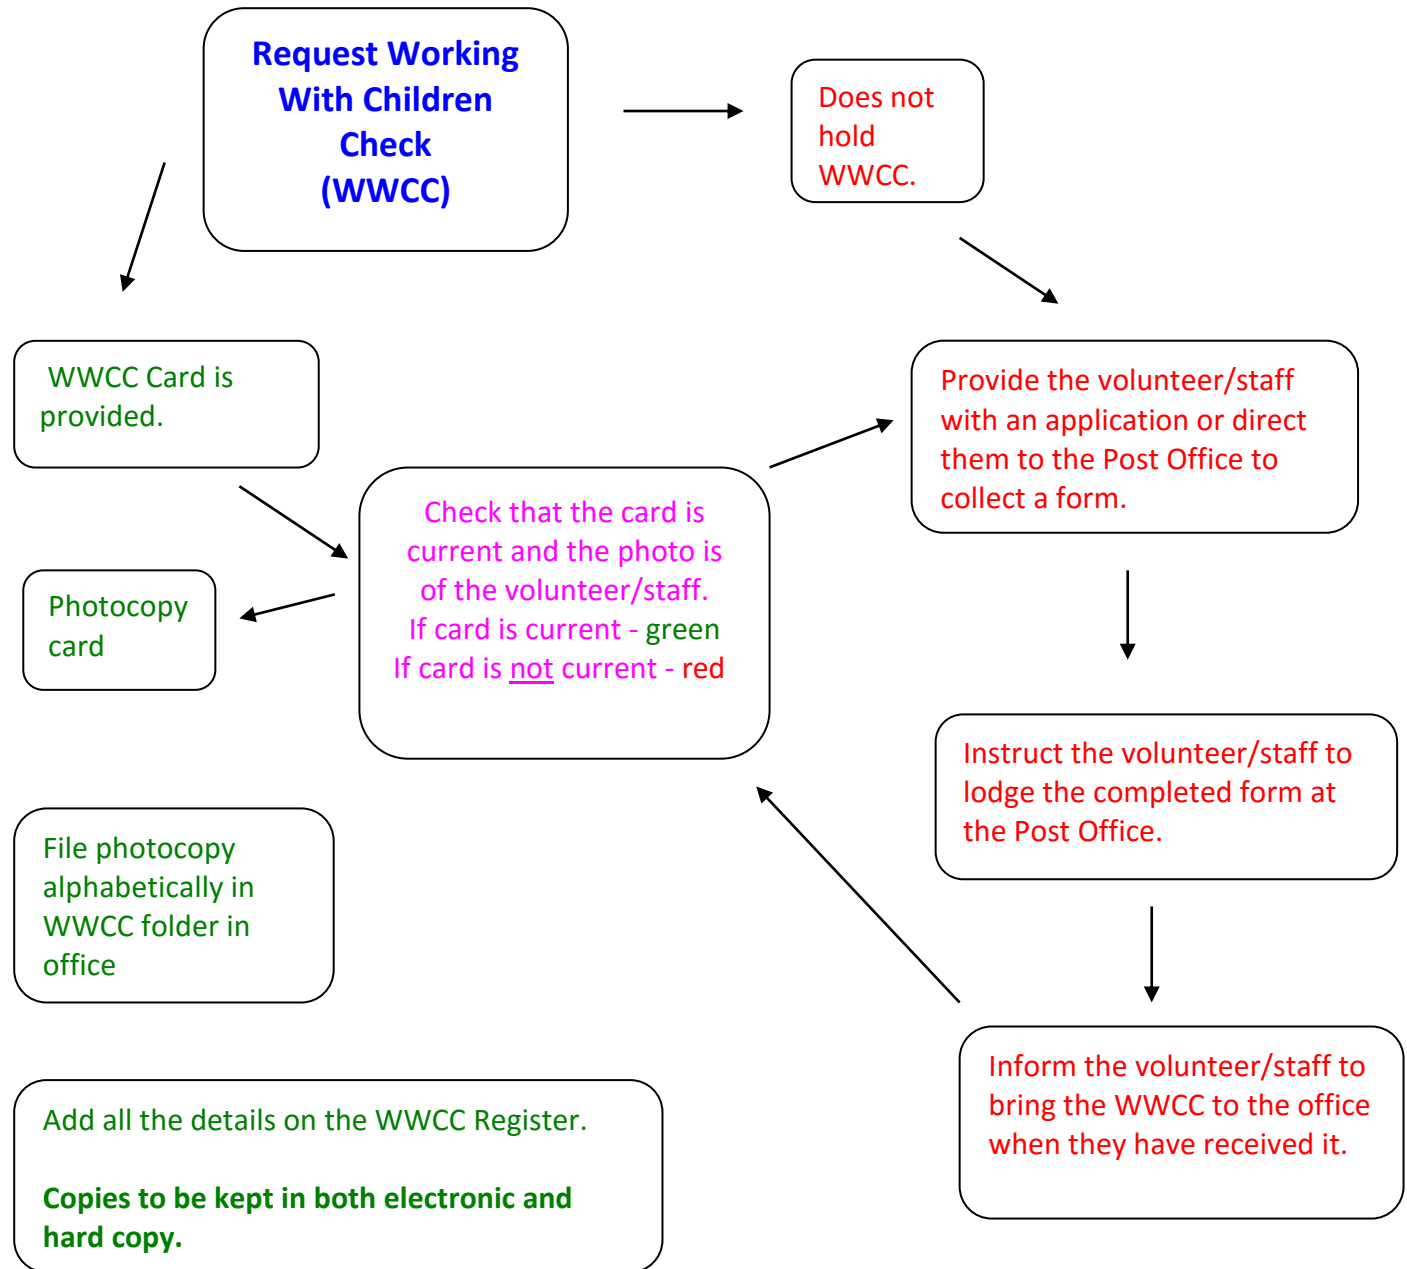 Request Working
With Children
Check
(WWCC)
Does not
hold
WWCC.
WWCC Card is
provided.
Provide the volunteer/staff
with an application or direct
them to the Post Office to
collect a form.
Check that the card is
current and the photo is
of the volunteer/staff.
If card is current - green
If card is not current - red
Photocopy
card
Instruct the volunteer/staff to
lodge the completed form at
the Post Office.
File photocopy
alphabetically in
WWCC folder in
office
Inform the volunteer/staff to
bring the WWCC to the office
when they have received it.
Add all the details on the WWCC Register.
Copies to be kept in both electronic and
hard copy.